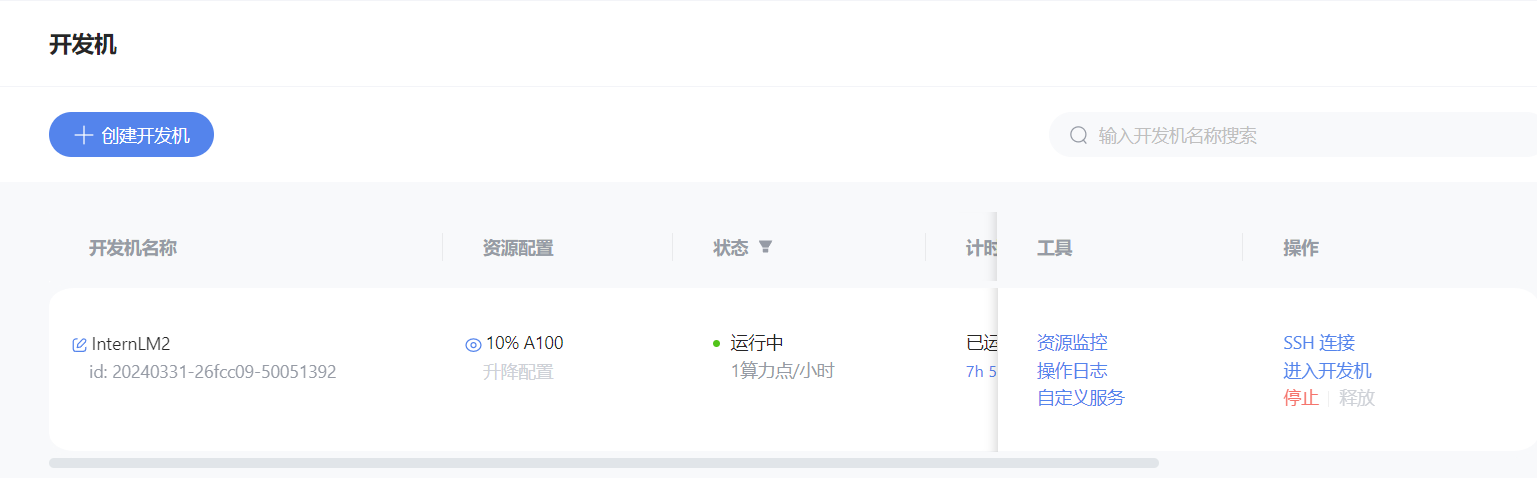 开发机
创建开发机
输入开发机名称搜索
开发机名称 资源配置 状态 计时 工具 操作
InternLM2 10% A100 运行中 已运 资源监控 SSH 连接
id: 20240331-26fcc09-50051392 升降配置 1算力点/小时 7h 5 操作日志 进入开发机
自定义服务 停止 释放